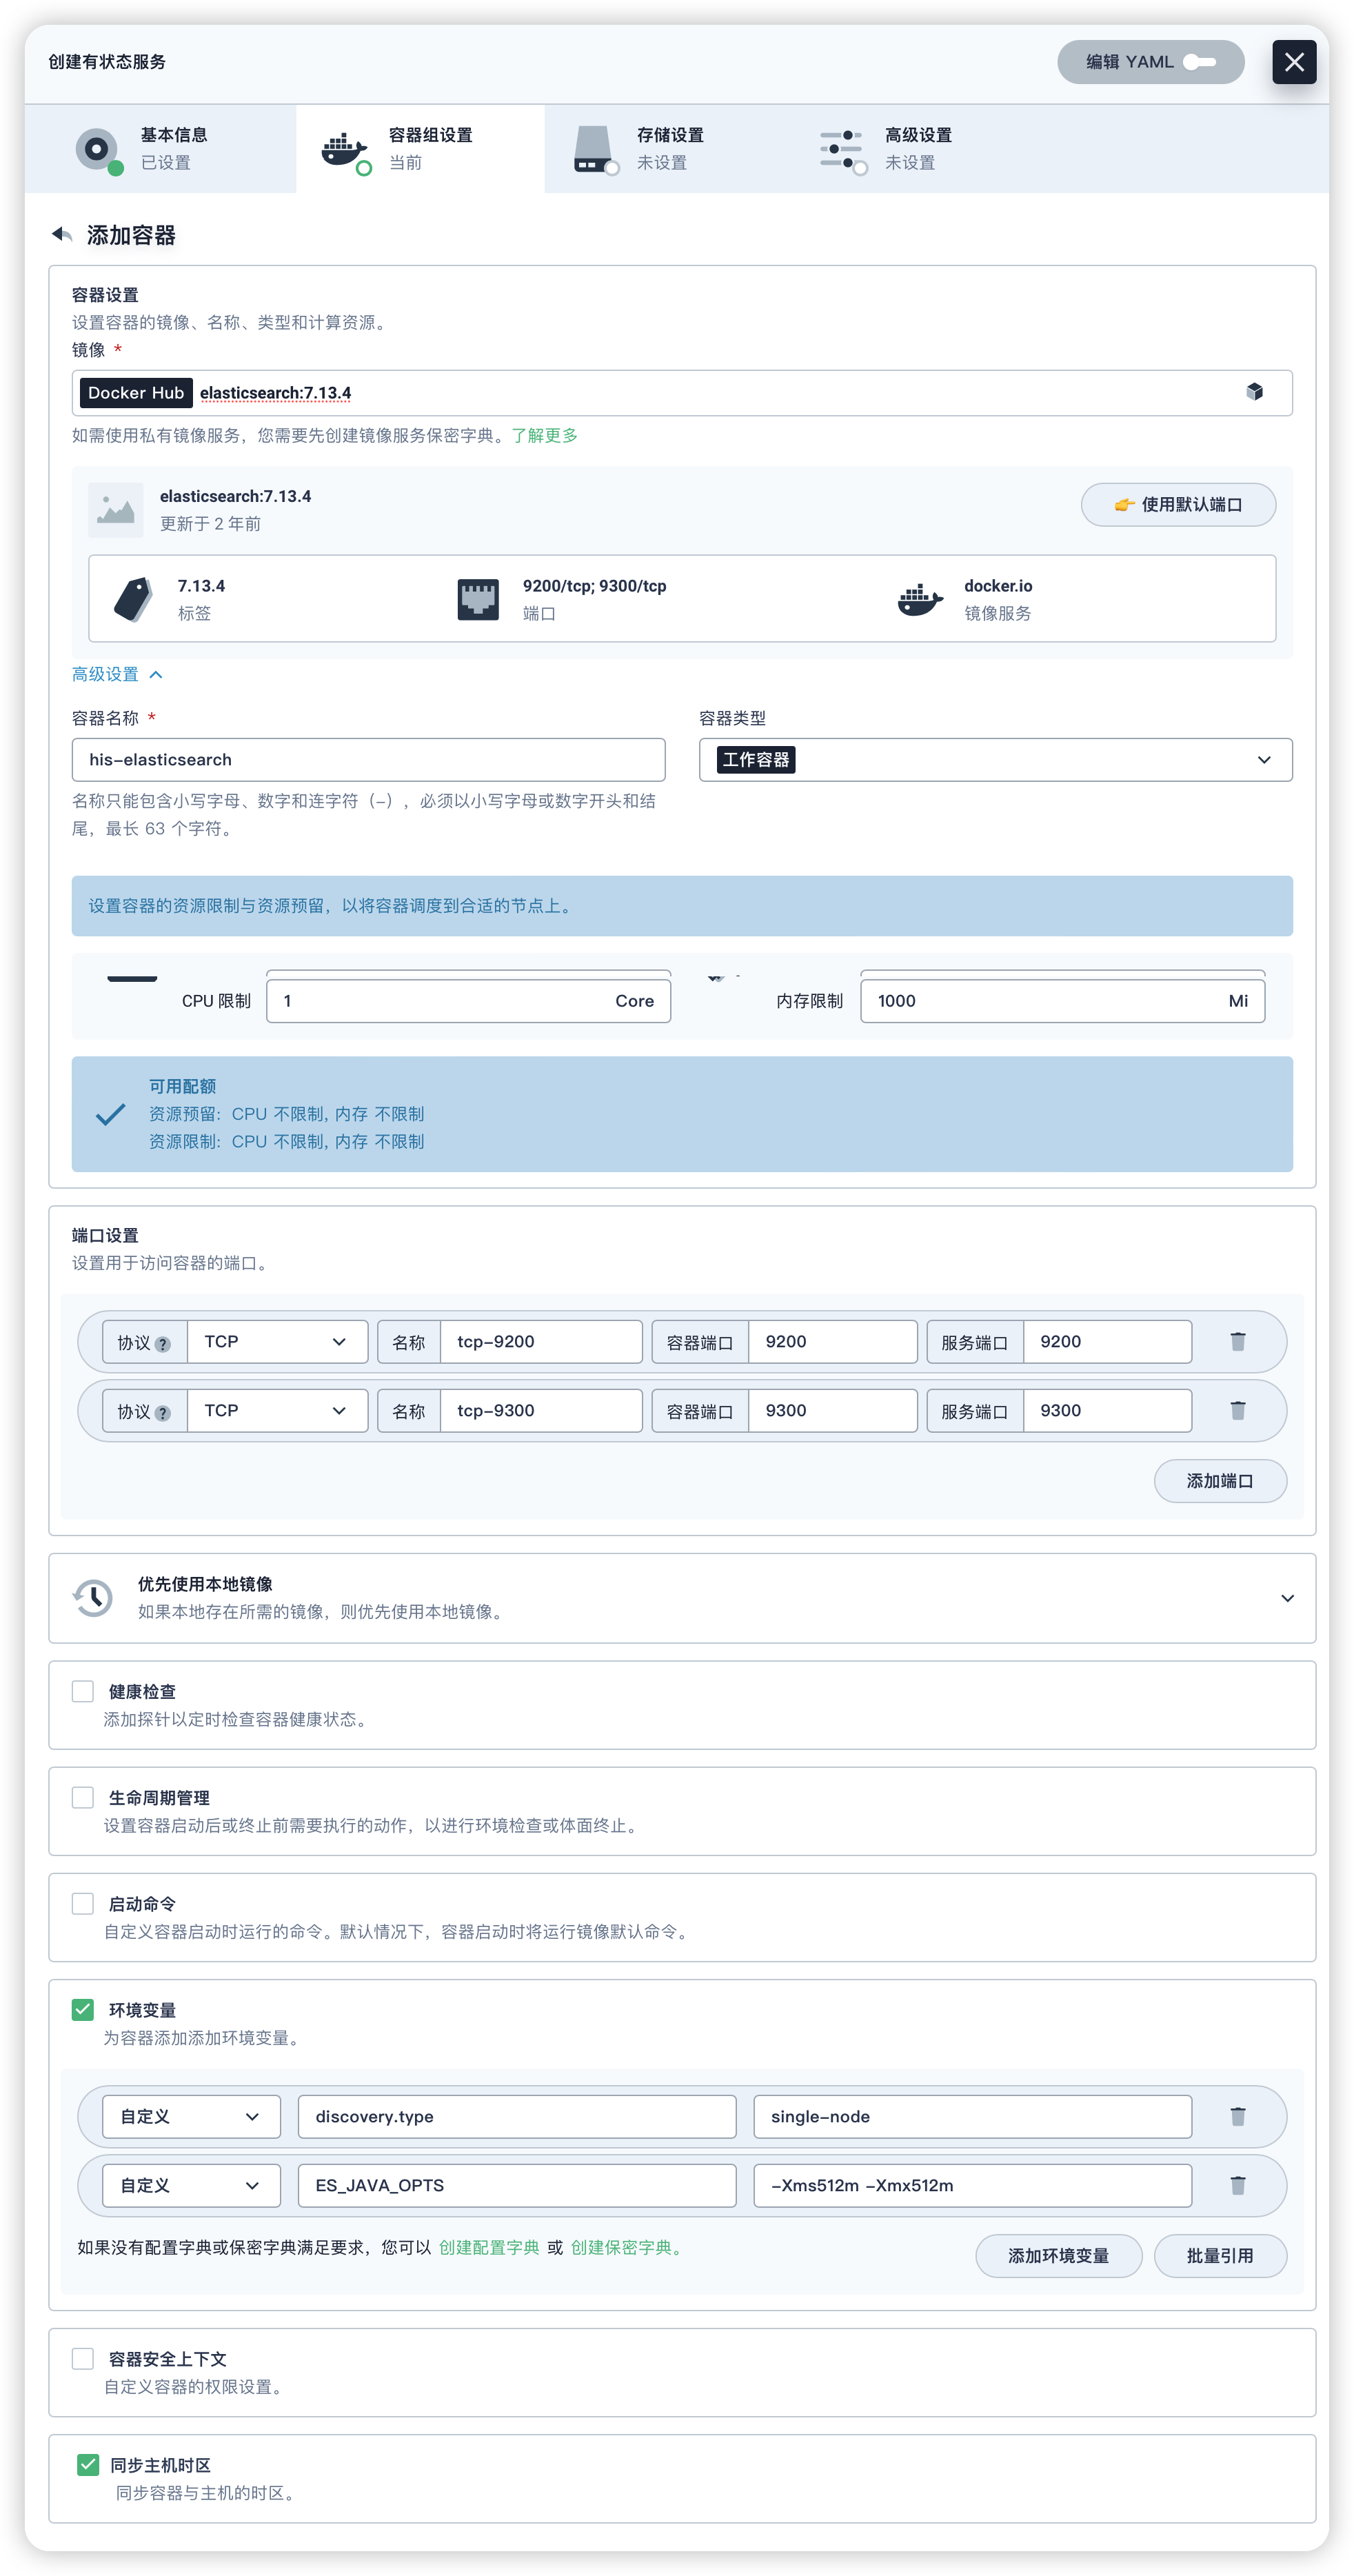 创建有状态服务
编辑 YAML
基本信息
已设置
容器组设置
当前
存储设置
未设置
高级设置
未设置
添加容器
容器设置
设置容器的镜像、名称、类型和计算资源。
镜像 *
Docker Hub elasticsearch:7.13.4
如需使用私有镜像服务，您需要先创建镜像服务保密字典。了解更多
elasticsearch:7.13.4
更新于 2 年前
👉 使用默认端口
7.13.4
标签
9200/tcp; 9300/tcp
端口
docker.io
镜像服务
高级设置
容器名称 *
his-elasticsearch
名称只能包含小写字母、数字和连字符（-），必须以小写字母或数字开头和结
尾，最长 63 个字符。
容器类型
工作容器
设置容器的资源限制与资源预留，以将容器调度到合适的节点上。
CPU 限制 1 Core 内存限制 1000 Mi
可用配额
资源预留: CPU 不限制, 内存 不限制
资源限制: CPU 不限制, 内存 不限制
端口设置
设置用于访问容器的端口。
协议 ? TCP 名称 tcp-9200 容器端口 9200 服务端口 9200
协议 ? TCP 名称 tcp-9300 容器端口 9300 服务端口 9300
添加端口
优先使用本地镜像
如果本地存在所需的镜像，则优先使用本地镜像。
健康检查
添加探针以定时检查容器健康状态。
生命周期管理
设置容器启动后或终止前需要执行的动作，以进行环境检查或体面终止。
启动命令
自定义容器启动时运行的命令。默认情况下，容器启动时将运行镜像默认命令。
环境变量
为容器添加添加环境变量。
自定义 discovery.type single-node
自定义 ES_JAVA_OPTS -Xms512m -Xmx512m
如果没有配置字典或保密字典满足要求，您可以 创建配置字典 或 创建保密字典。
添加环境变量 批量引用
容器安全上下文
自定义容器的权限设置。
同步主机时区
同步容器与主机的时区。